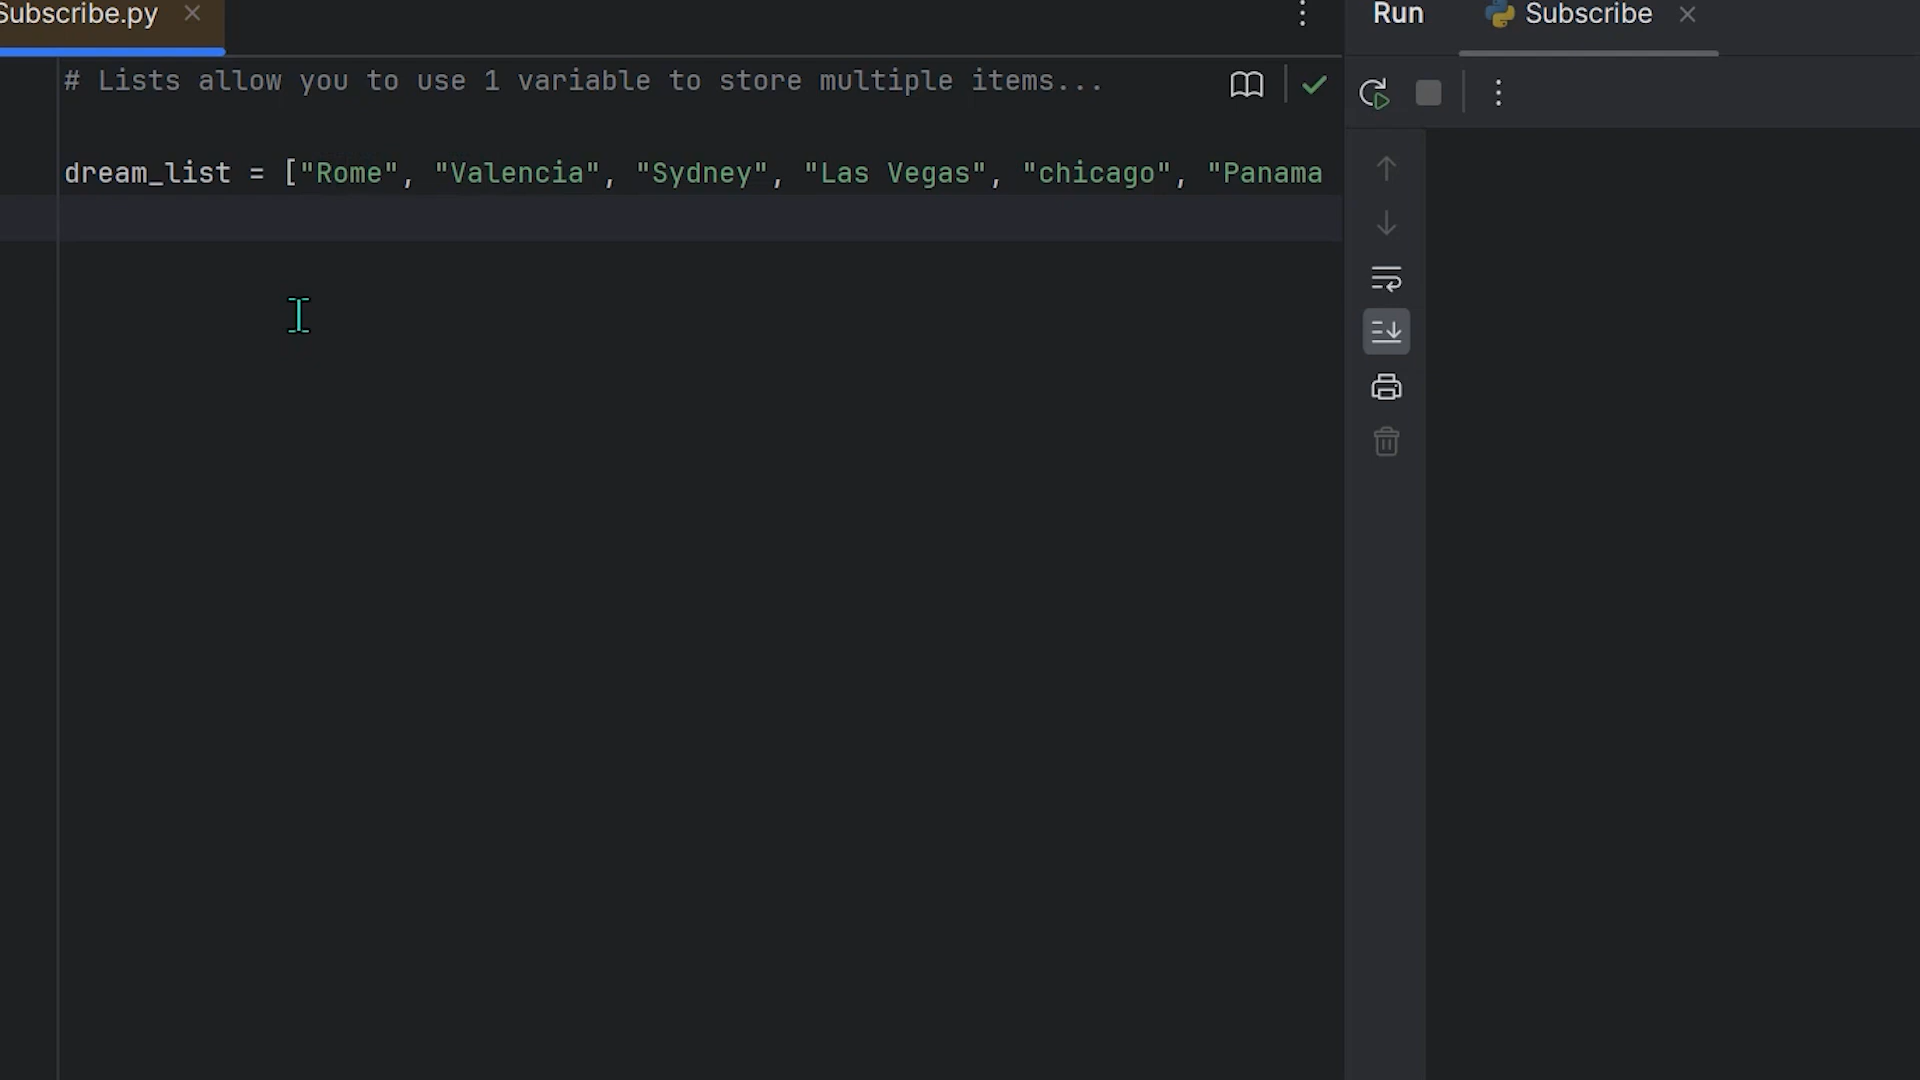 Subscribe.py
Run Subscribe
# Lists allow you to use 1 variable to store multiple items...
dream_list = ["Rome", "Valencia", "Sydney", "Las Vegas", "chicago", "Panama